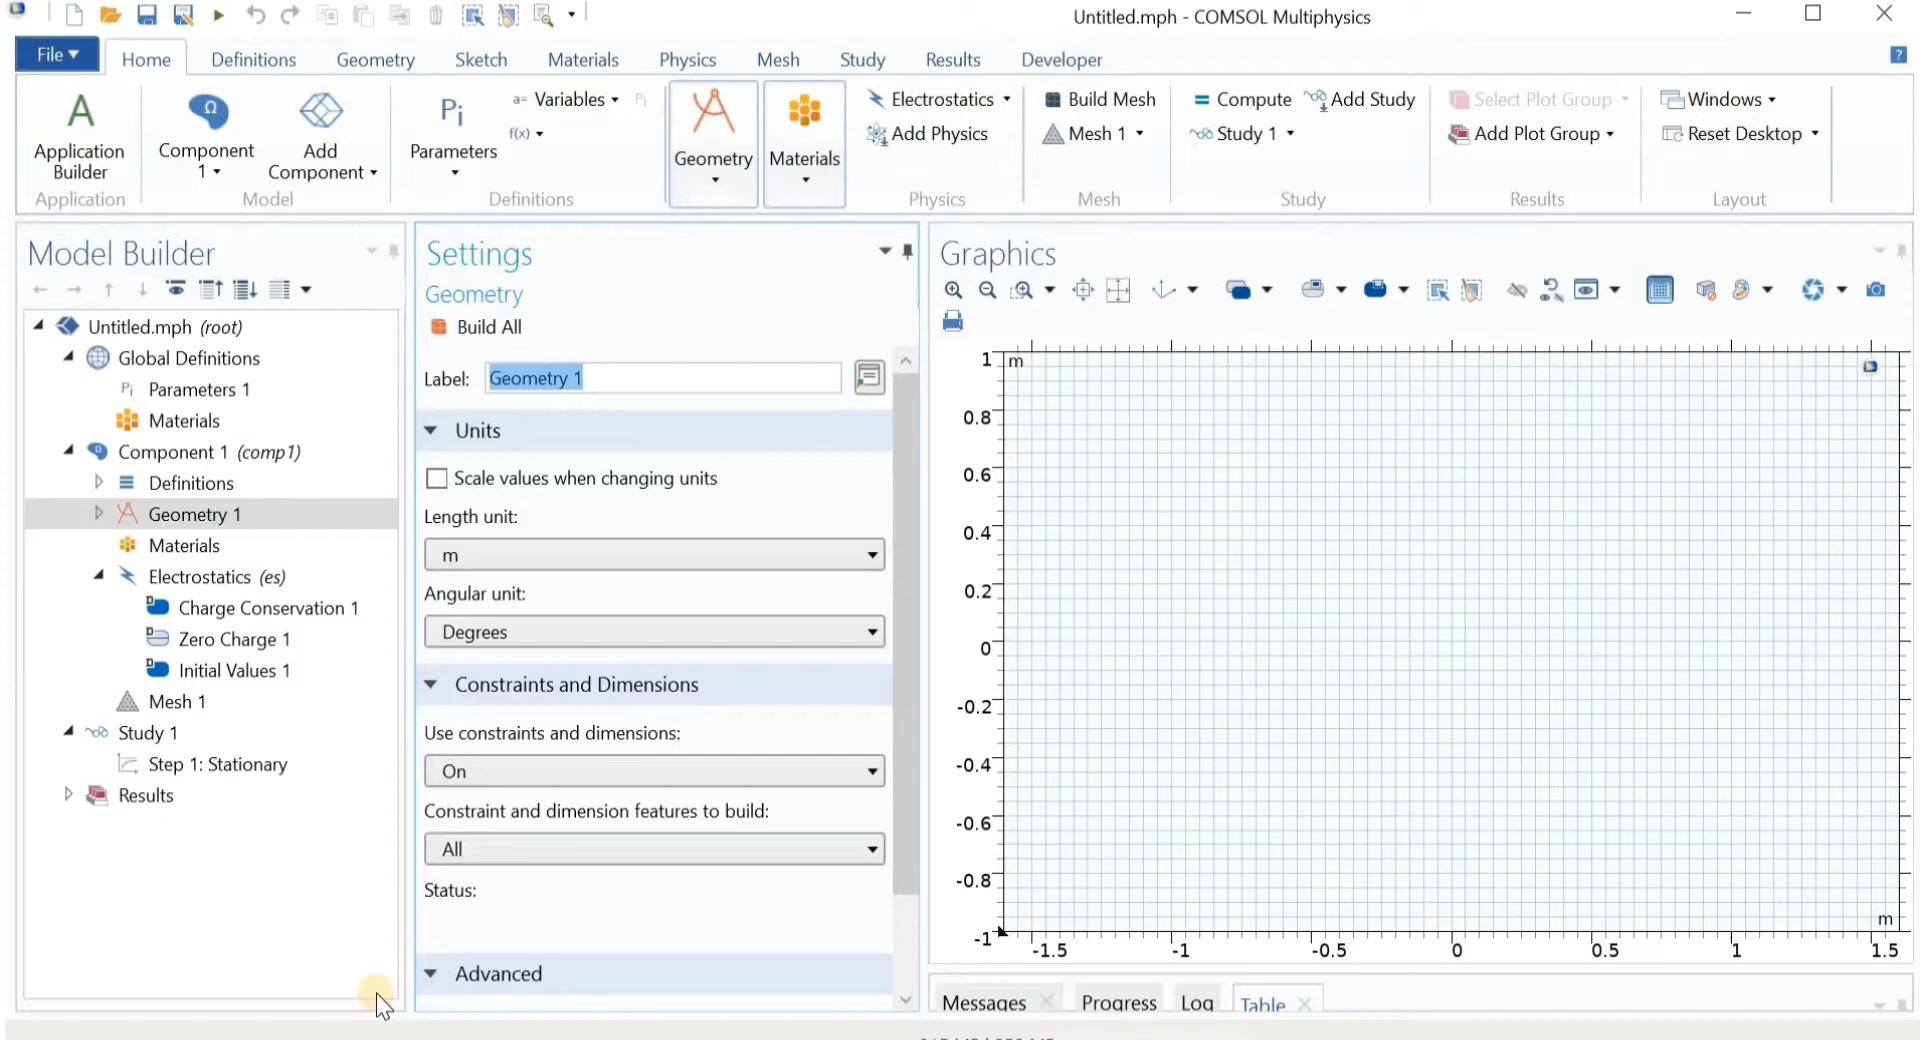 Untitled.mph - COMSOL Multiphysics
File Home Definitions Geometry Sketch Materials Physics Mesh Study Results Developer ?
Application Builder
Component 1
Add Component
Pi Parameters
a= Variables Pi
f(x)
Geometry
Materials
Electrostatics
Add Physics
Build Mesh
Mesh 1
= Compute
Add Study
Study 1
Select Plot Group
Add Plot Group
Windows
Reset Desktop
Application Model Definitions Physics Mesh Study Results Layout
Model Builder
Untitled.mph (root)
Global Definitions
Pi Parameters 1
Materials
Component 1 (comp1)
Definitions
Geometry 1
Materials
Electrostatics (es)
D Charge Conservation 1
D Zero Charge 1
D Initial Values 1
Mesh 1
Study 1
Step 1: Stationary
Results
Settings
Geometry
Build All
Label: Geometry 1
Units
Scale values when changing units
Length unit:
m
Angular unit:
Degrees
Constraints and Dimensions
Use constraints and dimensions:
On
Constraint and dimension features to build:
All
Status:
Advanced
Graphics
1 m
0.8
0.6
0.4
0.2
0
-0.2
-0.4
-0.6
-0.8
m
-1
-1.5 -1 -0.5 0 0.5 1 1.5
Messages Progress Log Table